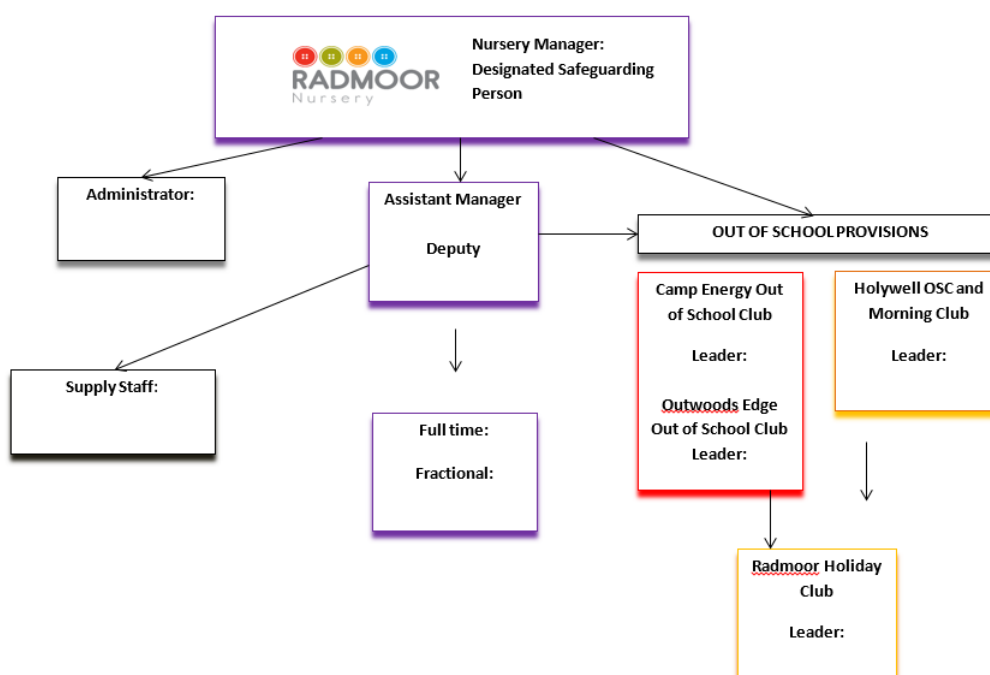 RADMOOR
Nursery
Nursery Manager:
Designated Safeguarding
Person
Administrator:
Assistant Manager
Deputy
OUT OF SCHOOL PROVISIONS
Camp Energy Out
of School Club
Leader:
Outwoods Edge
Out of School Club
Leader:
Holywell OSC and
Morning Club
Leader:
Supply Staff:
Full time:
Fractional:
Radmoor Holiday
Club
Leader: